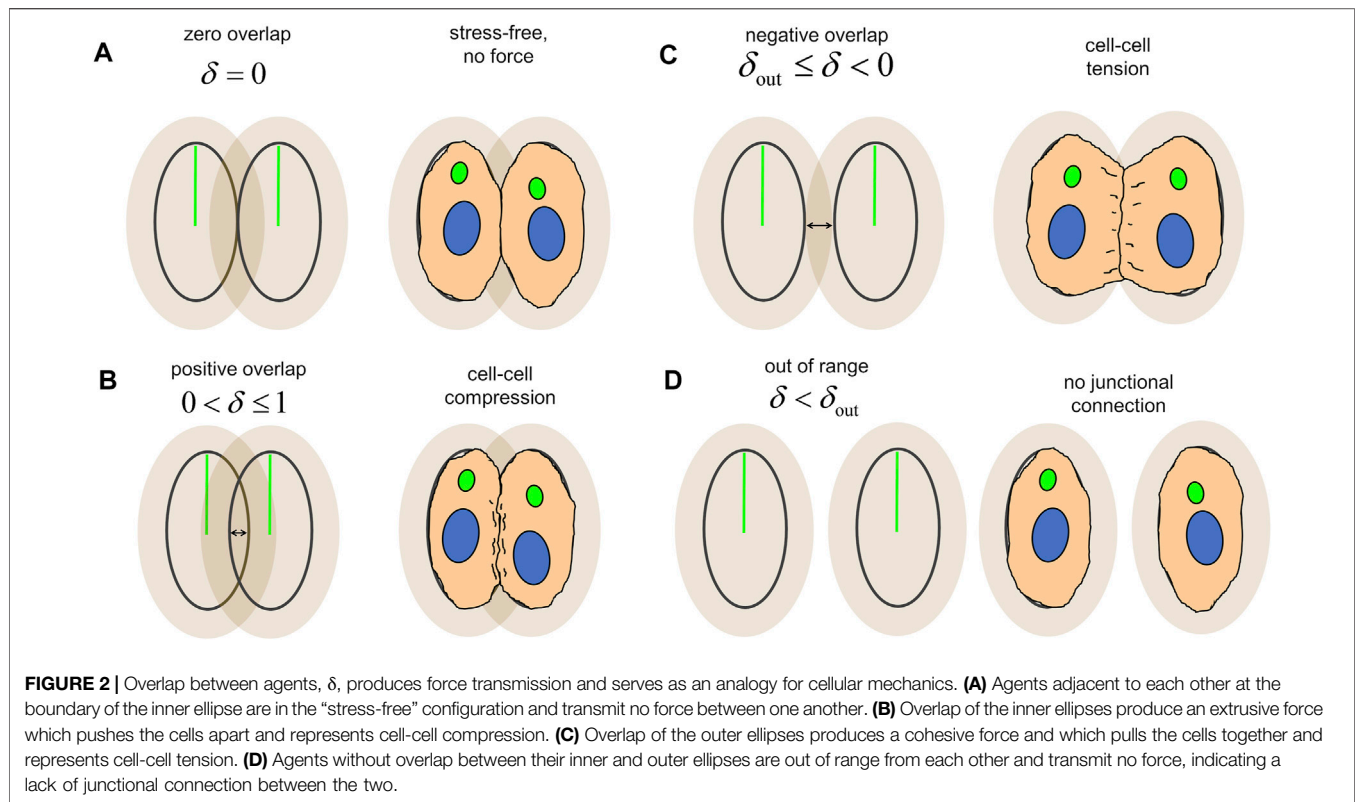 A
zero overlap
δ = 0
stress-free,
no force
C
negative overlap
δout ≤ δ < 0
cell-cell
tension
B
positive overlap
0 < δ ≤ 1
cell-cell
compression
D
out of range
δ < δout
no junctional
connection
FIGURE 2 | Overlap between agents, δ, produces force transmission and serves as an analogy for cellular mechanics. (A) Agents adjacent to each other at the
boundary of the inner ellipse are in the “stress-free” configuration and transmit no force between one another. (B) Overlap of the inner ellipses produce an extrusive force
which pushes the cells apart and represents cell-cell compression. (C) Overlap of the outer ellipses produces a cohesive force and which pulls the cells together and
represents cell-cell tension. (D) Agents without overlap between their inner and outer ellipses are out of range from each other and transmit no force, indicating a
lack of junctional connection between the two.